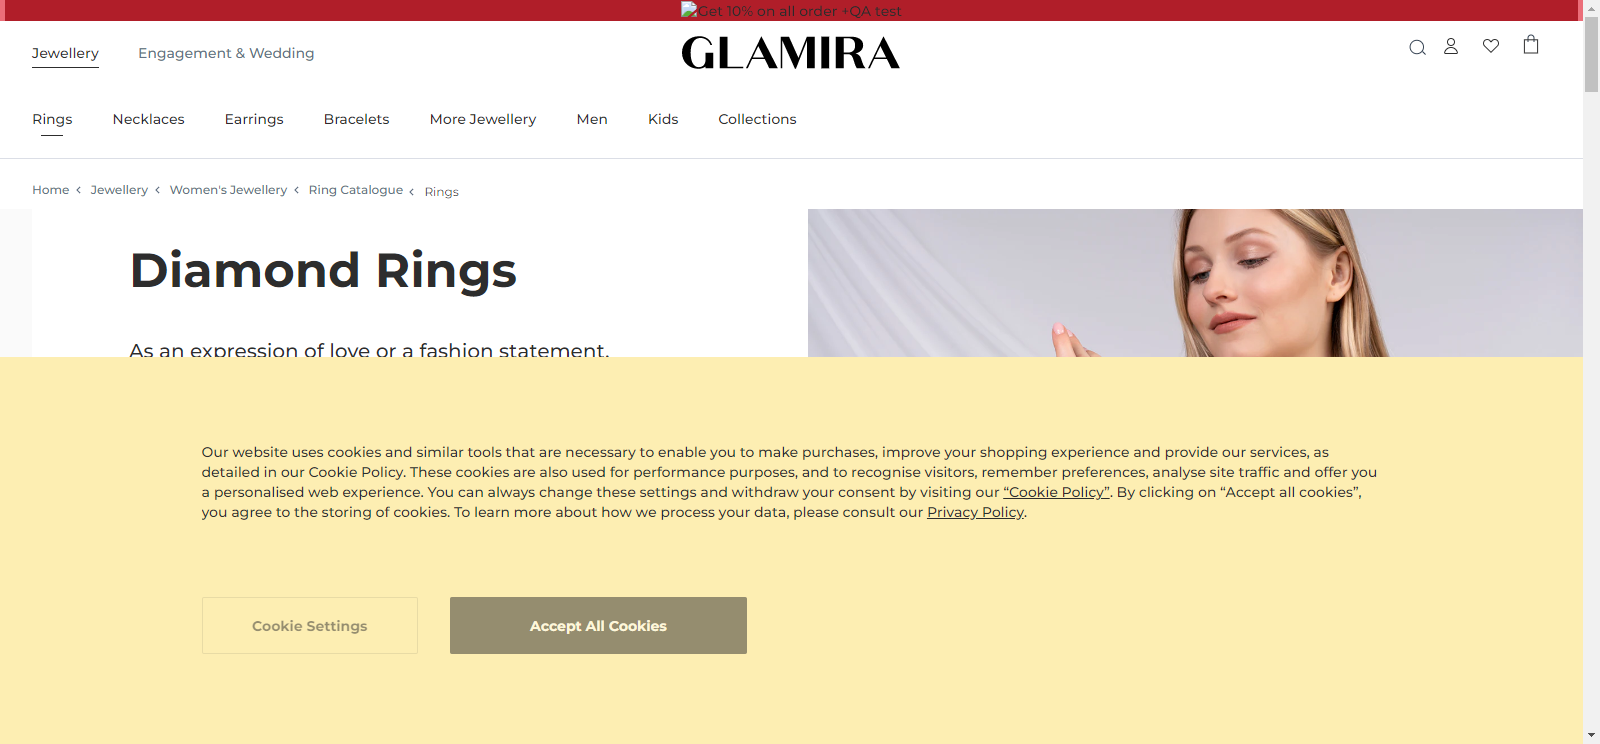 Get 10% on all order +QA test
Jewellery
Engagement & Wedding
GLAMIRA
Rings
Necklaces
Earrings
Bracelets
More Jewellery
Men
Kids
Collections
Home
Jewellery
Women's Jewellery
Ring Catalogue
Rings
Diamond Rings
As an expression of love or a fashion statement,
Our website uses cookies and similar tools that are necessary to enable you to make purchases, improve your shopping experience and provide our services, as
detailed in our Cookie Policy. These cookies are also used for performance purposes, and to recognise visitors, remember preferences, analyse site traffic and offer you
a personalised web experience. You can always change these settings and withdraw your consent by visiting our “Cookie Policy”. By clicking on “Accept all cookies”,
you agree to the storing of cookies. To learn more about how we process your data, please consult our Privacy Policy.
Cookie Settings
Accept All Cookies